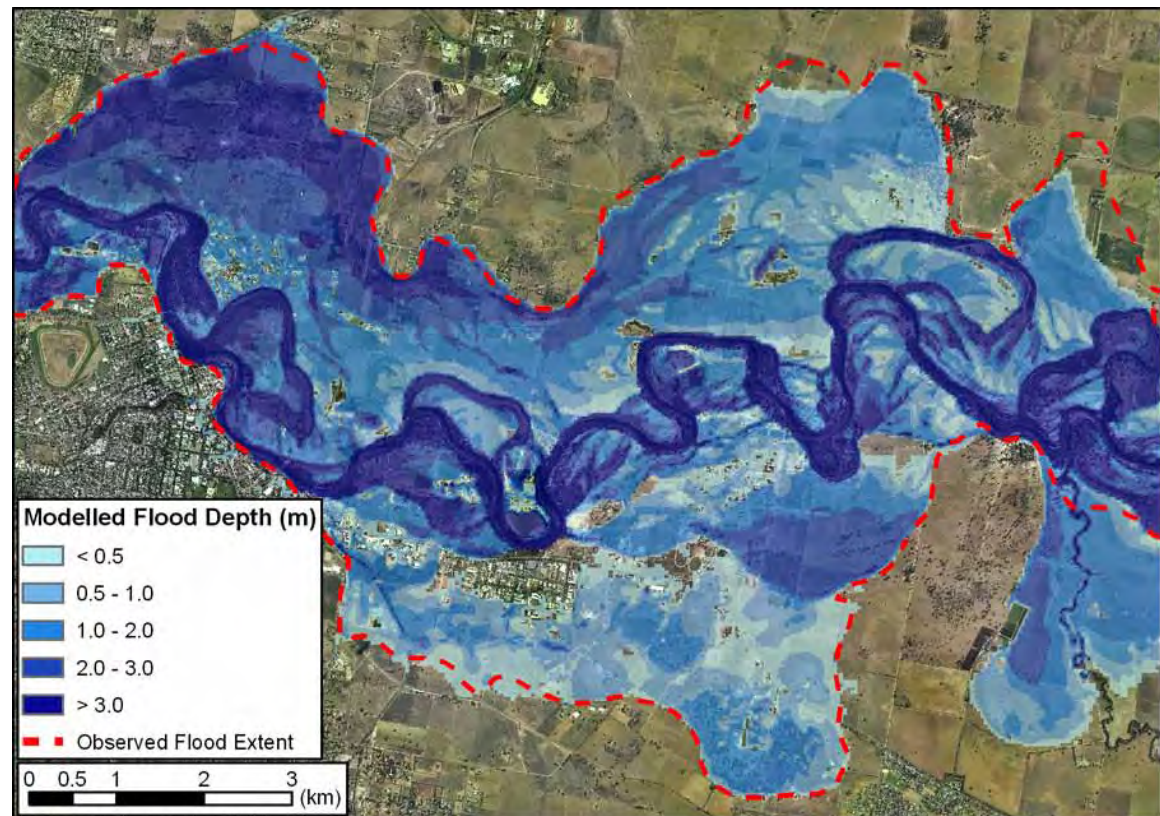 Modelled Flood Depth (m)
< 0.5
0.5 - 1.0
1.0 - 2.0
2.0 - 3.0
> 3.0
Observed Flood Extent
0 0.5 1 2 3
(km)